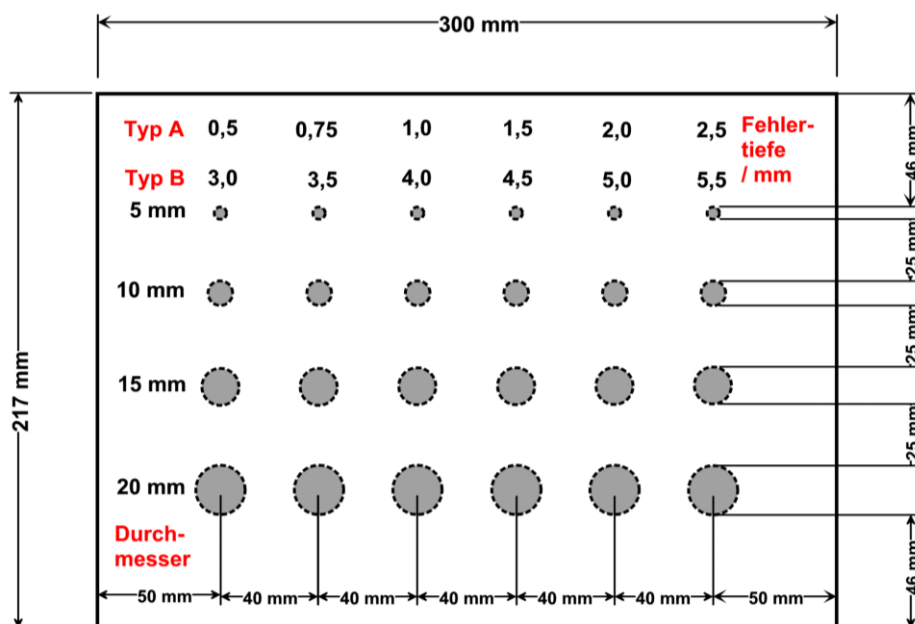 300 mm
Typ A 0,5 0,75 1,0 1,5 2,0 2,5 Fehler-
tiefe
/ mm
Typ B 3,0 3,5 4,0 4,5 5,0 5,5
5 mm
10 mm
15 mm
20 mm
Durch-
messer
50 mm 40 mm 40 mm 40 mm 40 mm 40 mm 50 mm
217 mm
46 mm
25 mm
25 mm
25 mm
46 mm